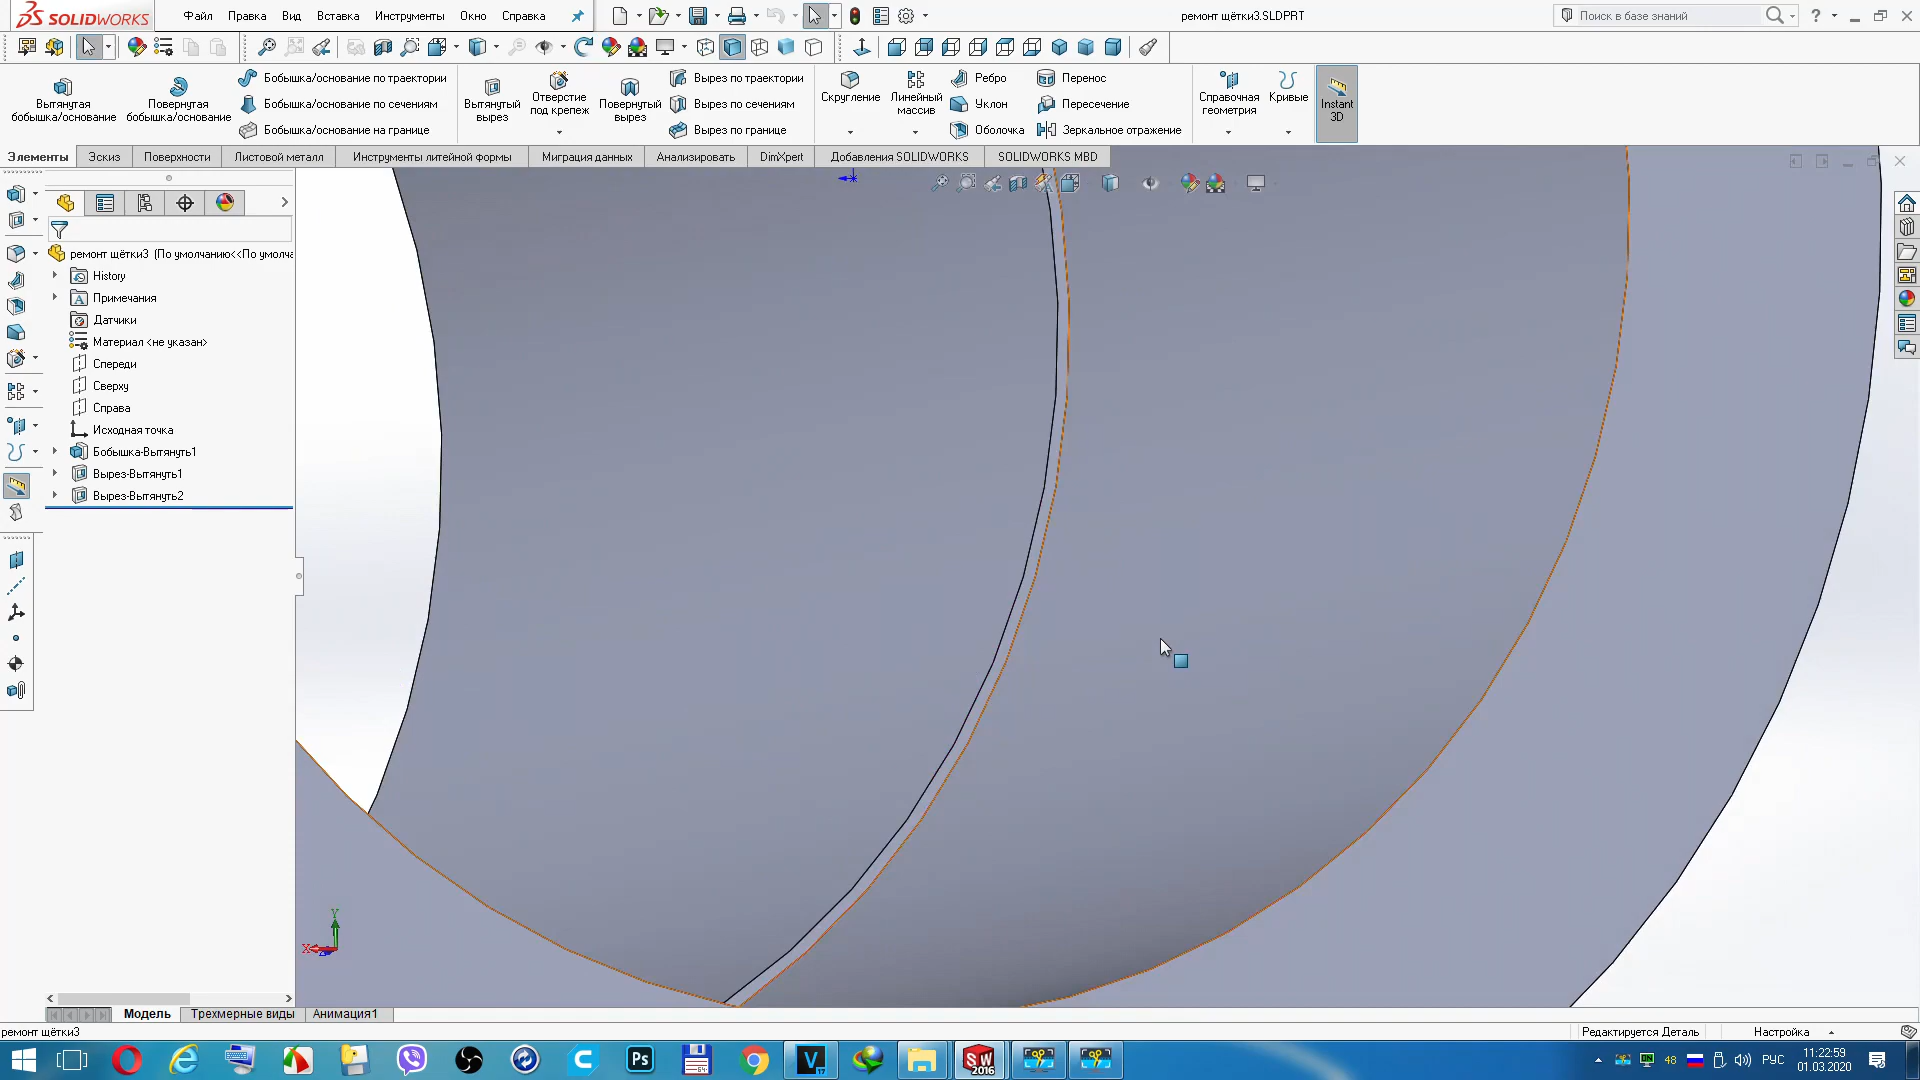 SOLIDWORKS
Файл Правка Вид Вставка Инструменты Окно Справка
ремонт щётки3.SLDPRT
Поиск в базе знаний
Вытянутая бобышка/основание
Повернутая бобышка/основание
Бобышка/основание по траектории
Бобышка/основание по сечениям
Бобышка/основание на границе
Вытянутый вырез
Отверстие под крепеж
Повернутый вырез
Вырез по траектории
Вырез по сечениям
Вырез по границе
Скругление
Линейный массив
Ребро
Уклон
Оболочка
Перенос
Пересечение
Зеркальное отражение
Справочная геометрия
Кривые
Instant 3D
Элементы Эскиз Поверхности Листовой металл Инструменты литейной формы Миграция данных Анализировать DimXpert Добавления SOLIDWORKS SOLIDWORKS MBD
ремонт щётки3 (По умолчанию<<По умолча
History
Примечания
Датчики
Материал <не указан>
Спереди
Сверху
Справа
Исходная точка
Бобышка-Вытянуть1
Вырез-Вытянуть1
Вырез-Вытянуть2
Y
X
Модель Трехмерные виды Анимация1
ремонт щётки3
Редактируется Деталь
Настройка
Ps
64
V
17
SW
2016
48
РУС
11:22:59
01.03.2020